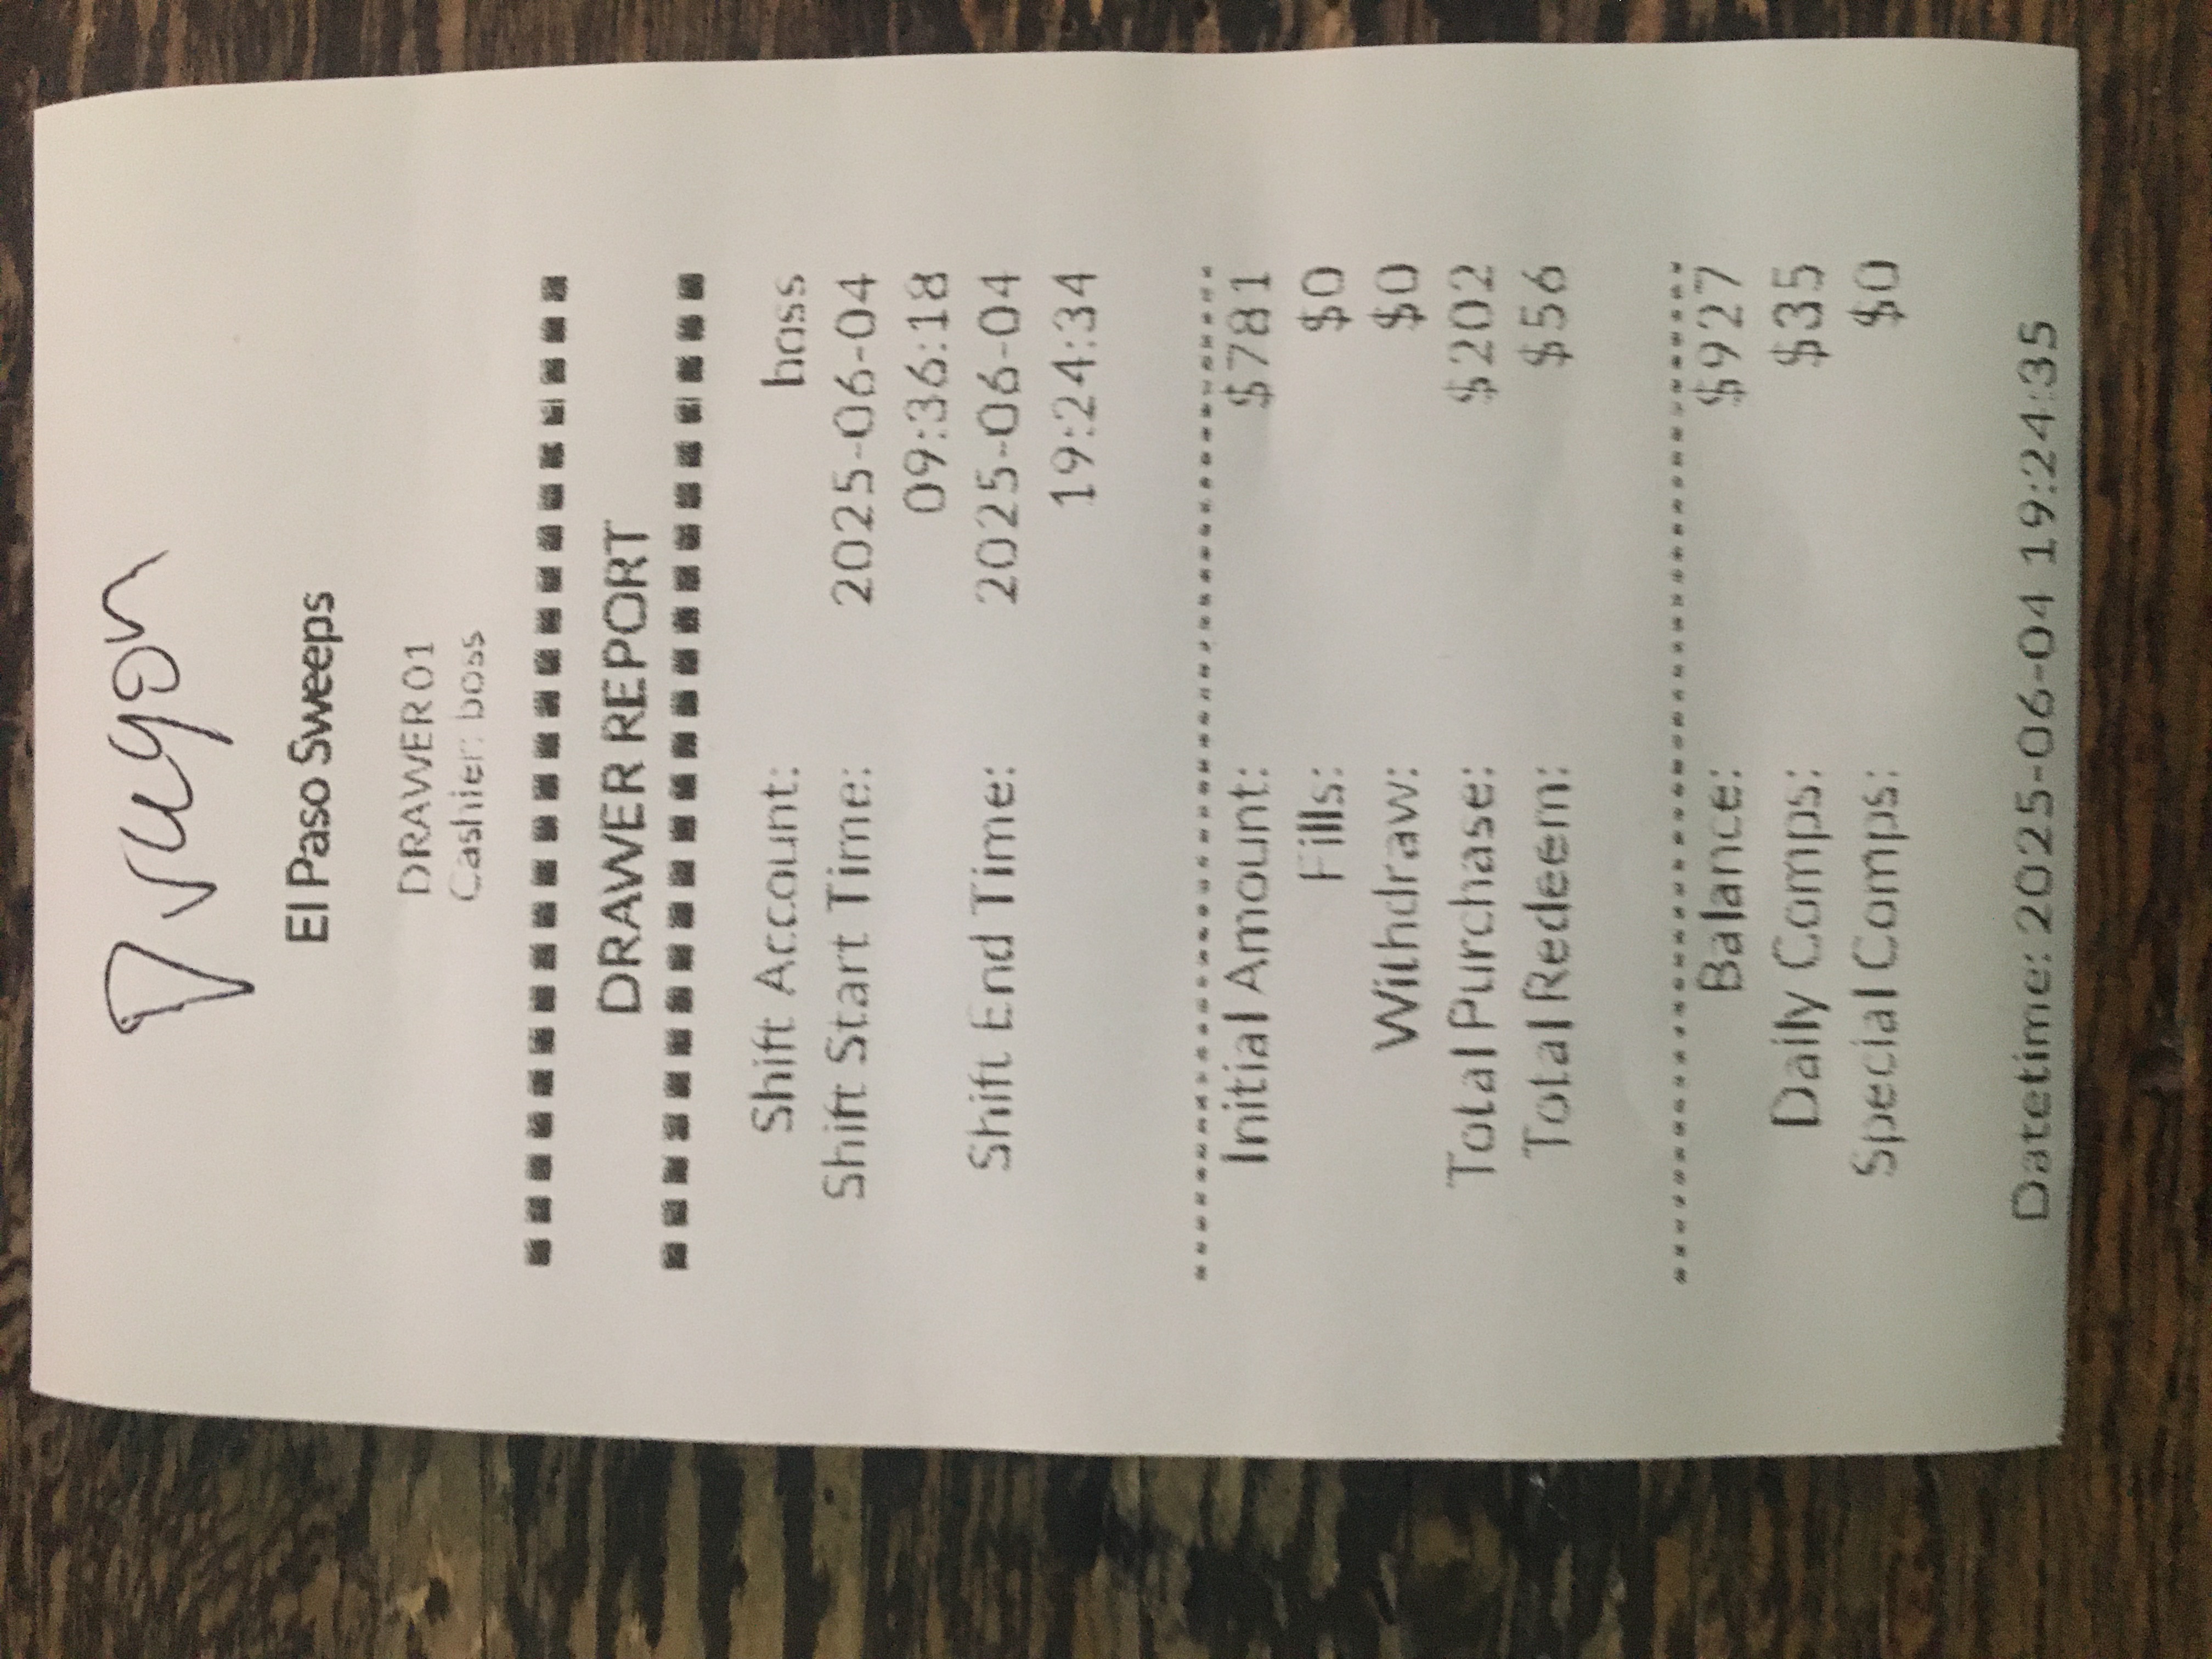 Dragon
El Paso Sweeps
DRAWER01
Cashier: boss
DRAWER REPORT
Shift Account: boss
Shift Start Time: 2025-06-04
09:36:18
Shift End Time: 2025-06-04
19:24:34
Initial Amount: $781
Fills: $0
Withdraw: $0
Total Purchase: $202
Total Redeem: $56
Balance: $927
Daily Comps: $35
Special Comps: $0
Datetime: 2025-06-04 19:24:35